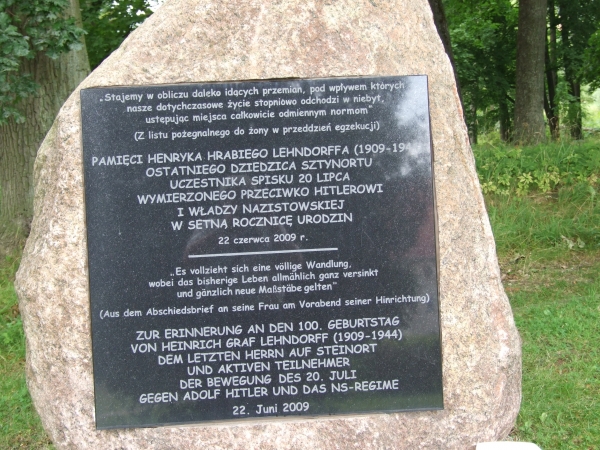 „Stajemy w obliczu daleko idących przemian, pod wpływem których
nasze dotychczasowe życie stopniowo odchodzi w niebyt,
ustępując miejsca całkowicie odmiennym normom”
(Z listu pożegnalnego do żony w przeddzień egzekucji)
PAMIĘCI HENRYKA HRABIEGO LEHNDORFFA (1909-1944)
OSTATNIEGO DZIEDZICA SZTYNORTU
UCZESTNIKA SPISKU 20 LIPCA
WYMIERZONEGO PRZECIWKO HITLEROWI
I WŁADZY NAZISTOWSKIEJ
W SETNĄ ROCZNICĘ URODZIN
22 czerwca 2009 r.
„Es vollzieht sich eine völlige Wandlung,
wobei das bisherige Leben allmählich ganz versinkt
und gänzlich neue Maßstäbe gelten”
(Aus dem Abschiedsbrief an seine Frau am Vorabend seiner Hinrichtung)
ZUR ERINNERUNG AN DEN 100. GEBURTSTAG
VON HEINRICH GRAF LEHNDORFF (1909-1944)
DEM LETZTEN HERRN AUF STEINORT
UND AKTIVEN TEILNEHMER
DER BEWEGUNG DES 20. JULI
GEGEN ADOLF HITLER UND DAS NS-REGIME
22. Juni 2009